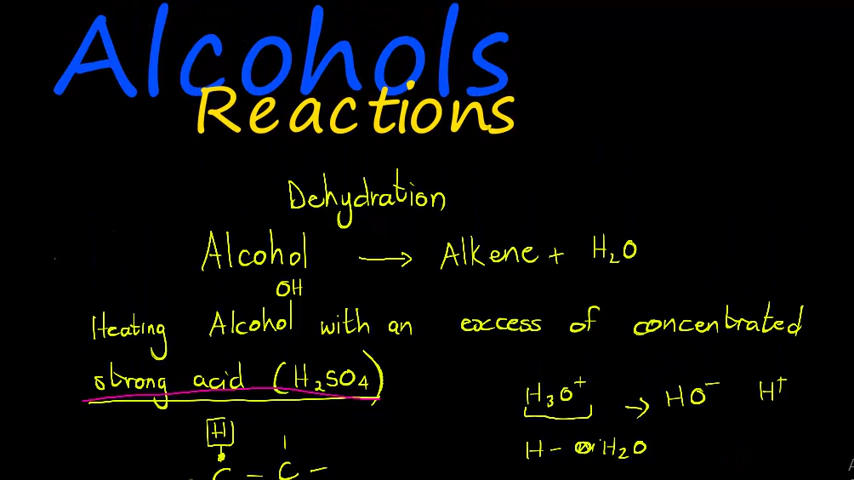 Alcohols
Reactions
Dehydration
Alcohol → Alkene + H₂O
OH
Heating Alcohol with an excess of concentrated
strong acid (H₂SO₄)
H₃O⁺ → HO⁻ H⁺
H - H₂O
H
C - C -